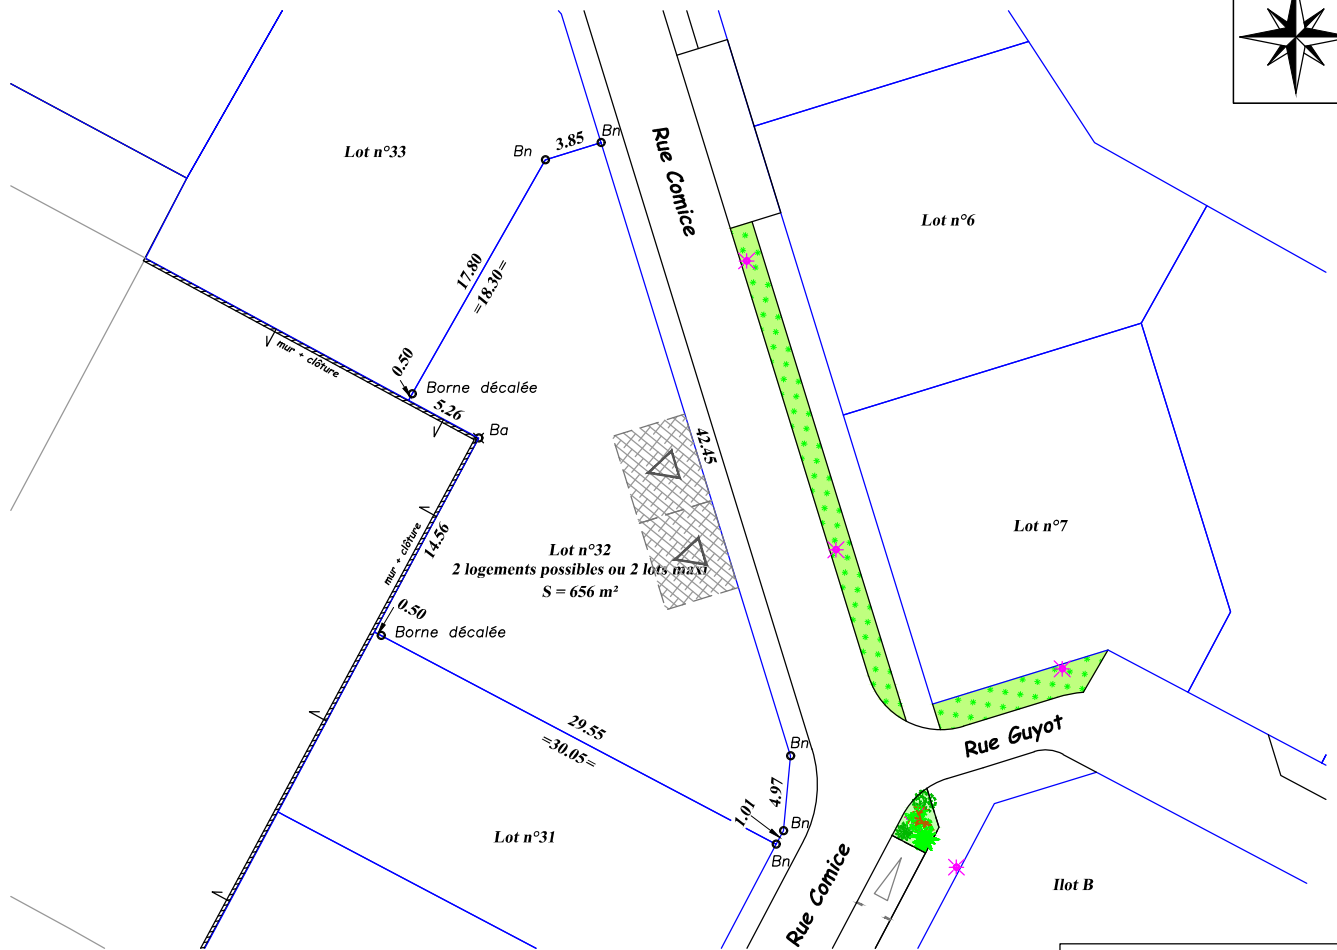 Lot n°33
Bn
3.85
Bn
Rue Comice
Lot n°6
17.80
=18.30=
mur + clôture
0.50
Borne décalée
5.26
Ba
42.45
mur + clôture
14.56
Lot n°32
2 logements possibles ou 2 lots maxi
S = 656 m²
Lot n°7
0.50
Borne décalée
29.55
=30.05=
Bn
4.97
1.01
Bn
Bn
Rue Guyot
Lot n°31
Rue Comice
Ilot B